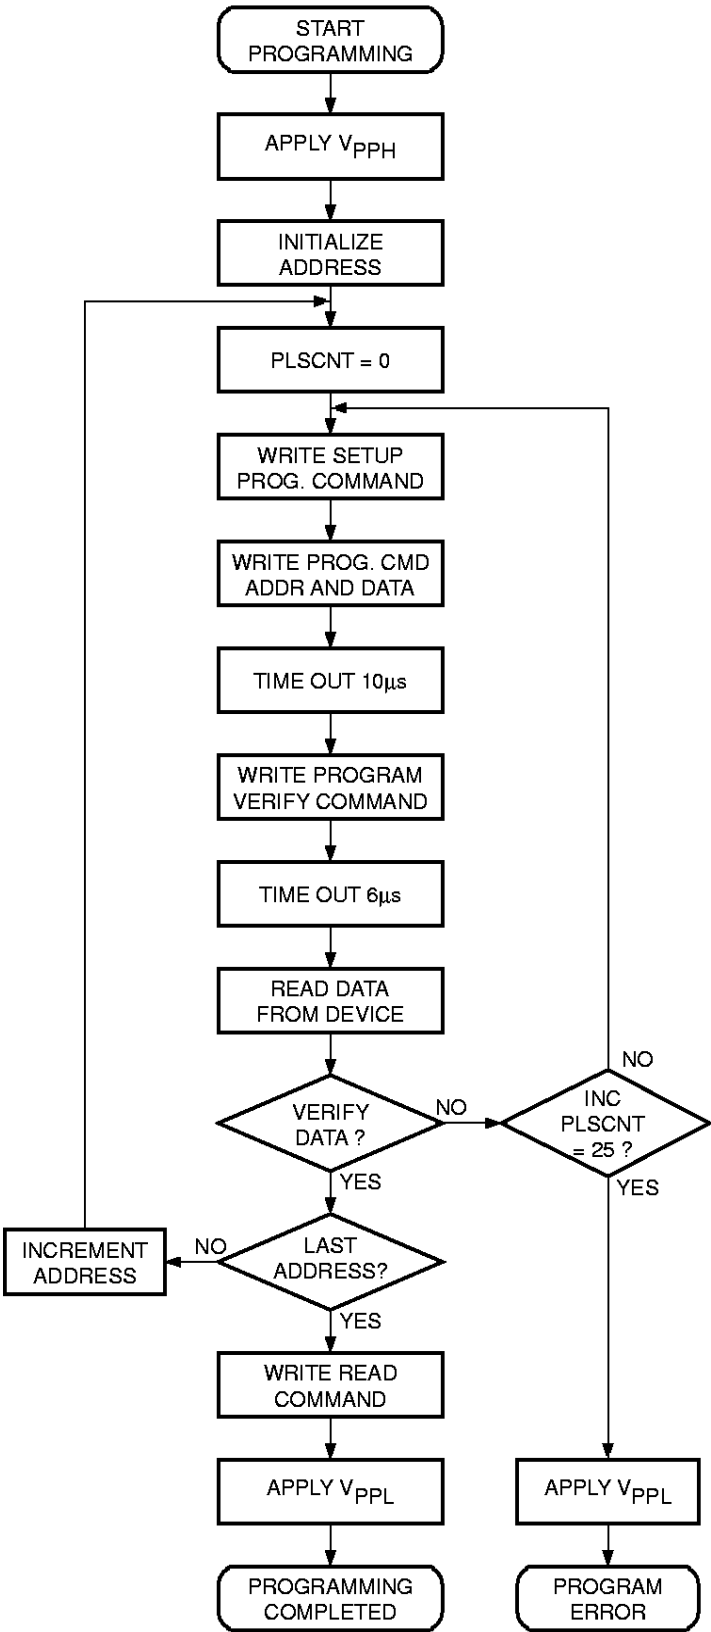 START
PROGRAMMING
APPLY VPPH
INITIALIZE
ADDRESS
PLSCNT = 0
WRITE SETUP
PROG. COMMAND
WRITE PROG. CMD
ADDR AND DATA
TIME OUT 10μs
WRITE PROGRAM
VERIFY COMMAND
TIME OUT 6μs
READ DATA
FROM DEVICE
VERIFY
DATA ?
NO
INC
PLSCNT
= 25 ?
NO
YES
YES
LAST
ADDRESS?
NO
INCREMENT
ADDRESS
YES
WRITE READ
COMMAND
APPLY VPPL
APPLY VPPL
PROGRAMMING
COMPLETED
PROGRAM
ERROR